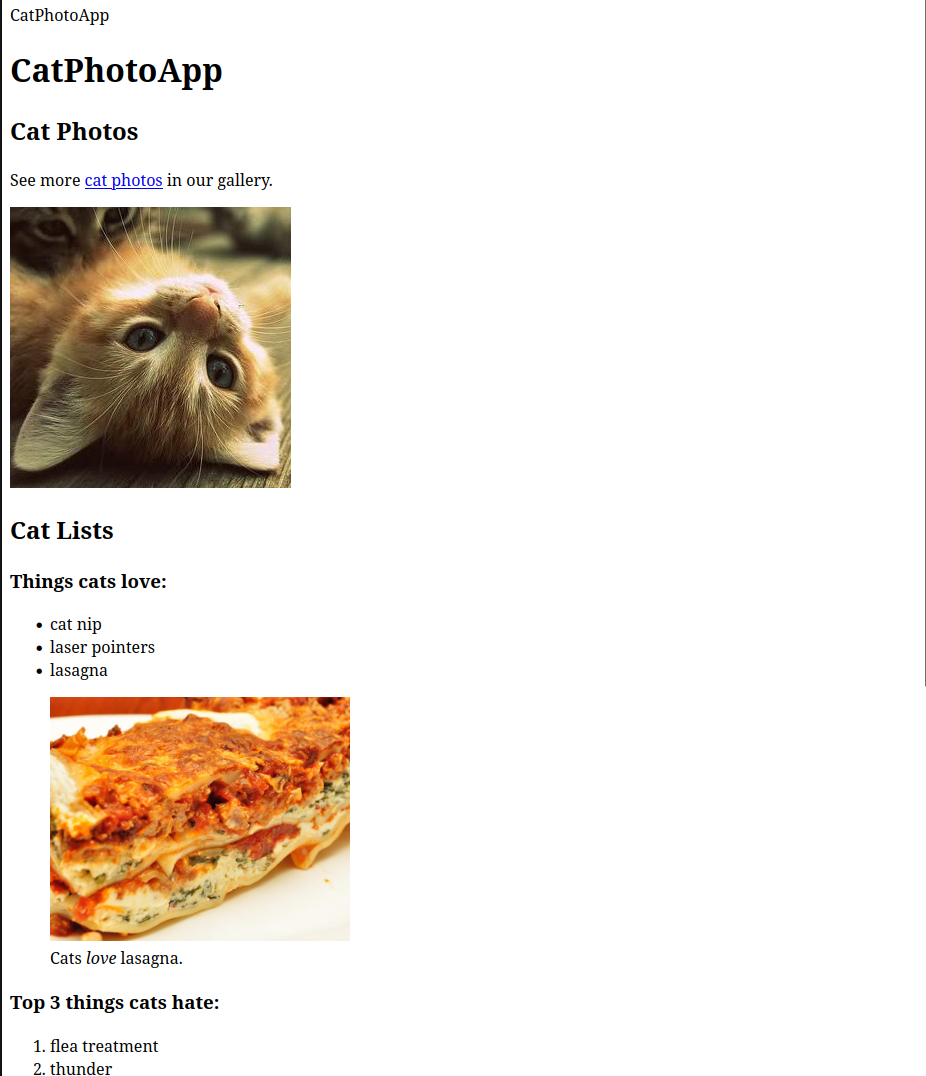 CatPhotoApp
CatPhotoApp
Cat Photos
See more cat photos in our gallery.
Cat Lists
Things cats love:
• cat nip
• laser pointers
• lasagna
Cats love lasagna.
Top 3 things cats hate:
1. flea treatment
2. thunder